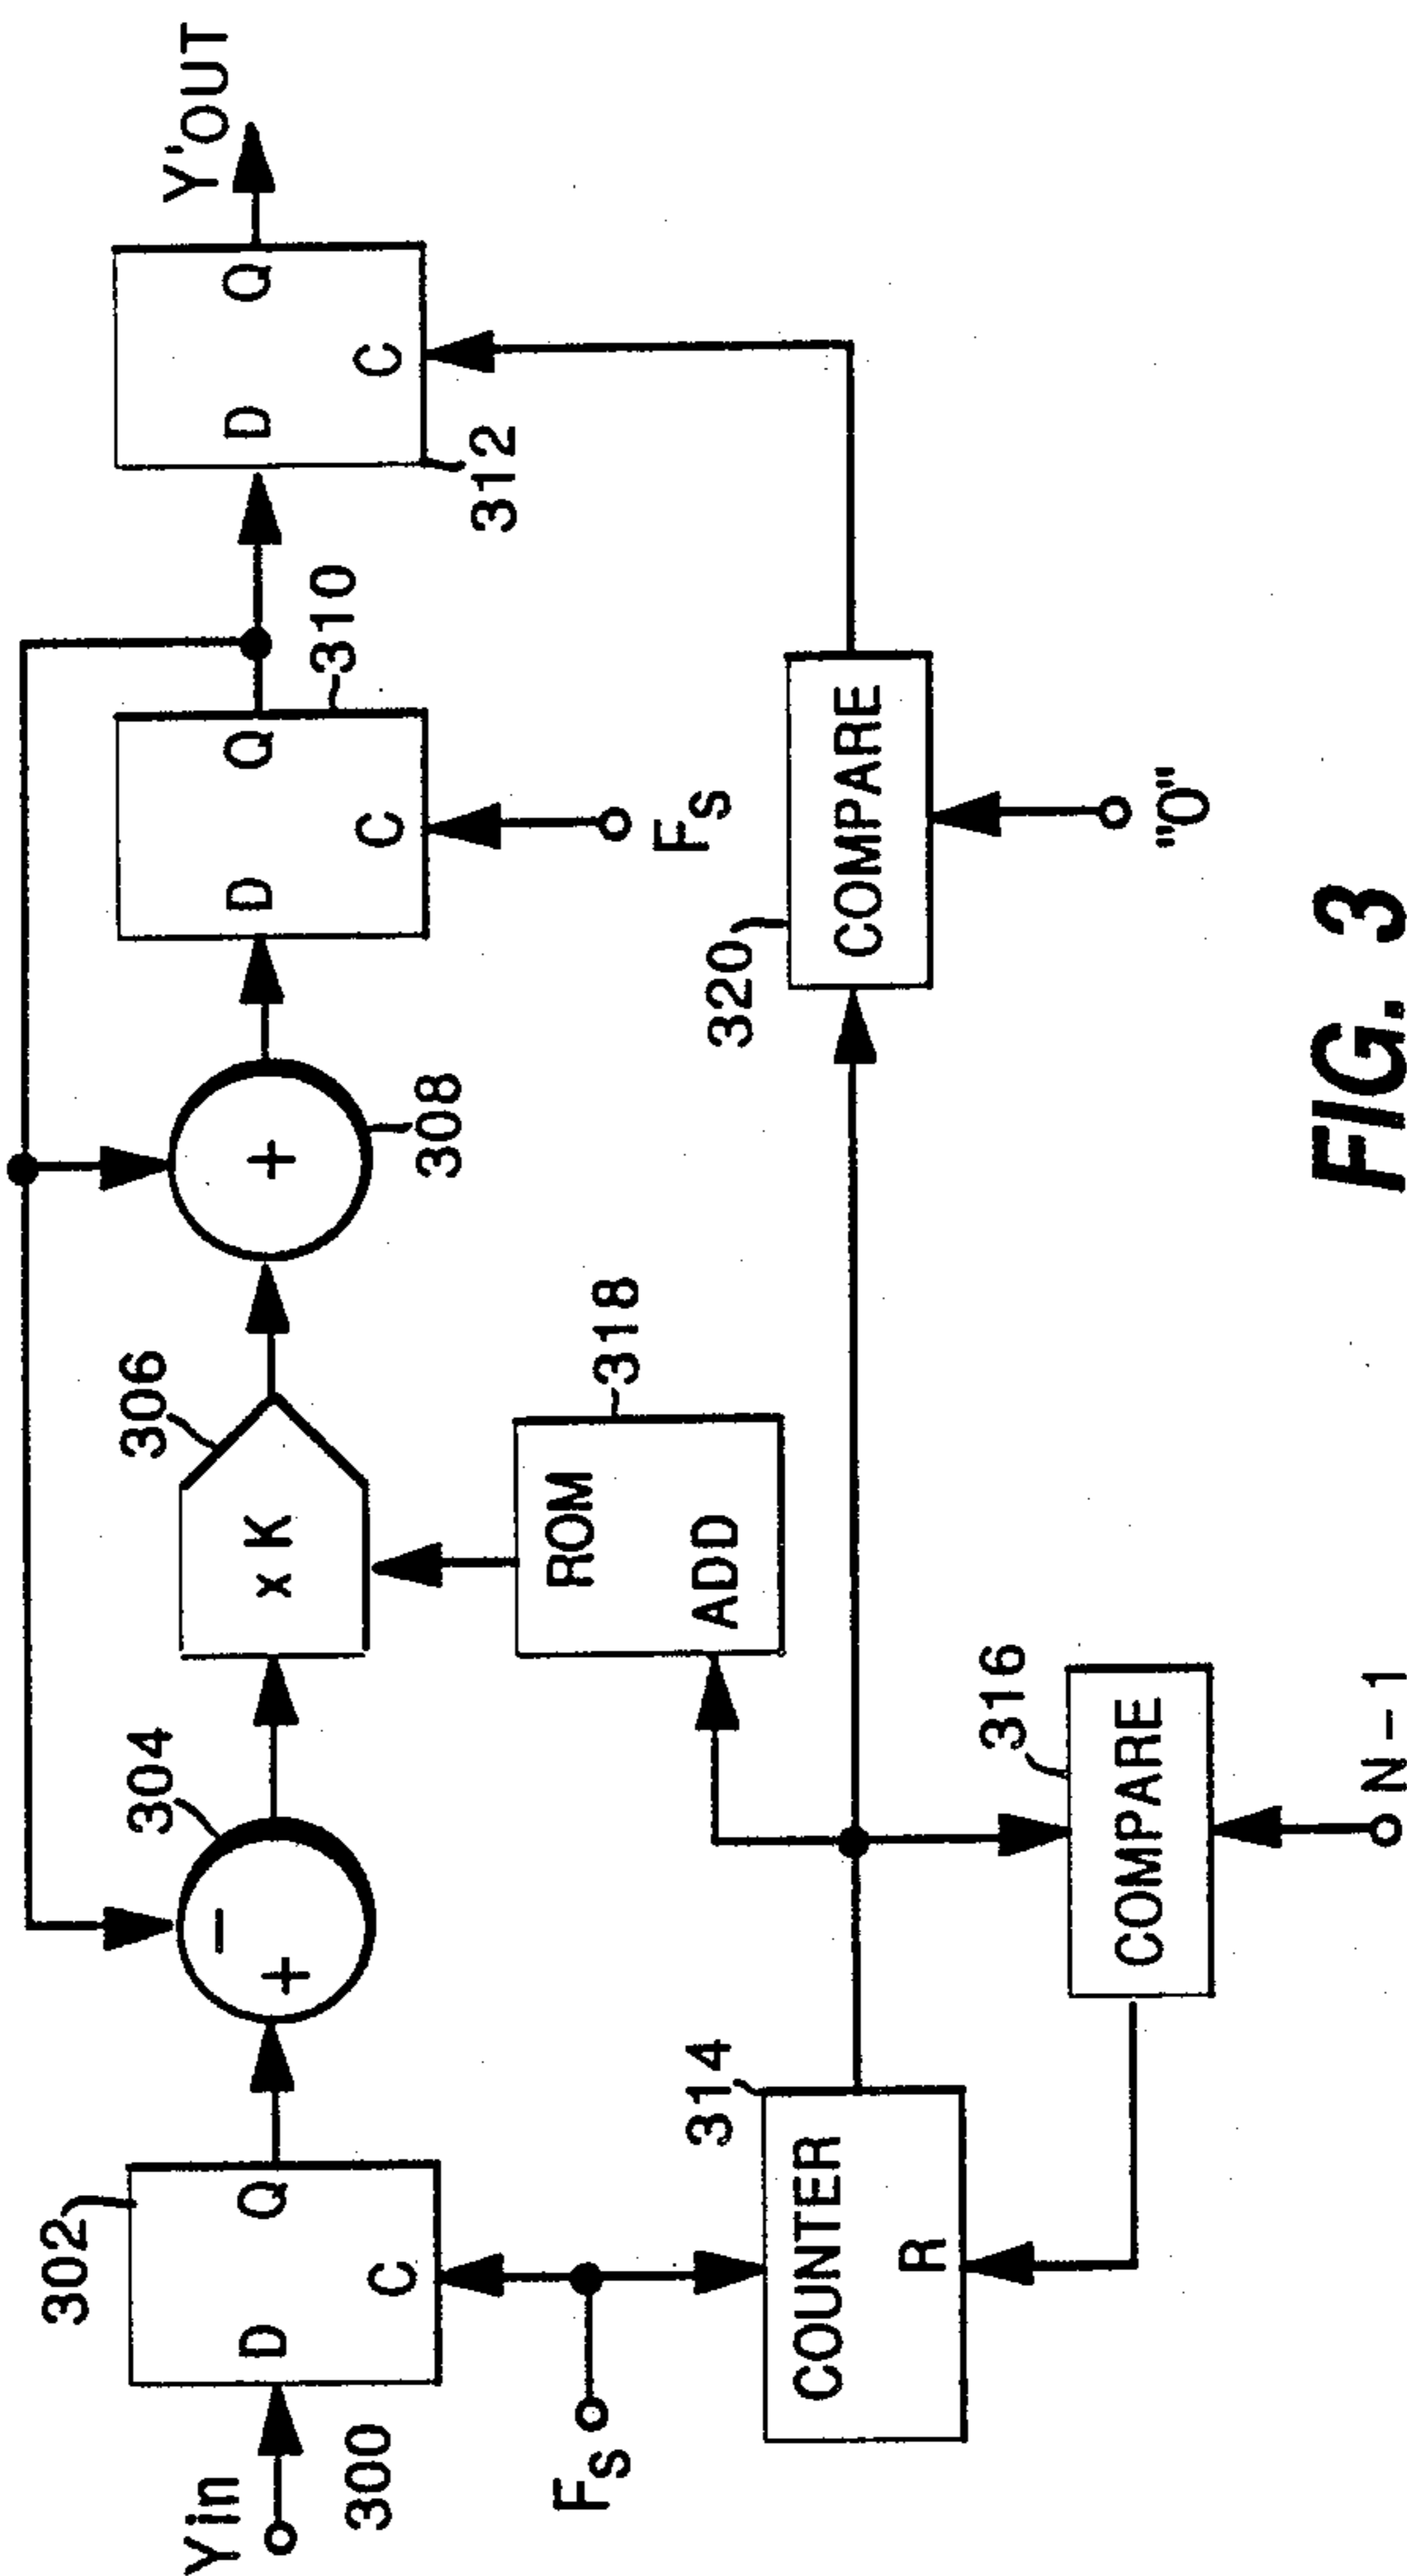 Yin
300
302
D
Q
C
Fs
304
-
+
306
x K
308
+
310
D
Q
C
Fs
312
D
Q
C
Y'OUT
318
ROM
ADD
314
COUNTER
R
316
COMPARE
N-1
320
COMPARE
"0"
FIG. 3